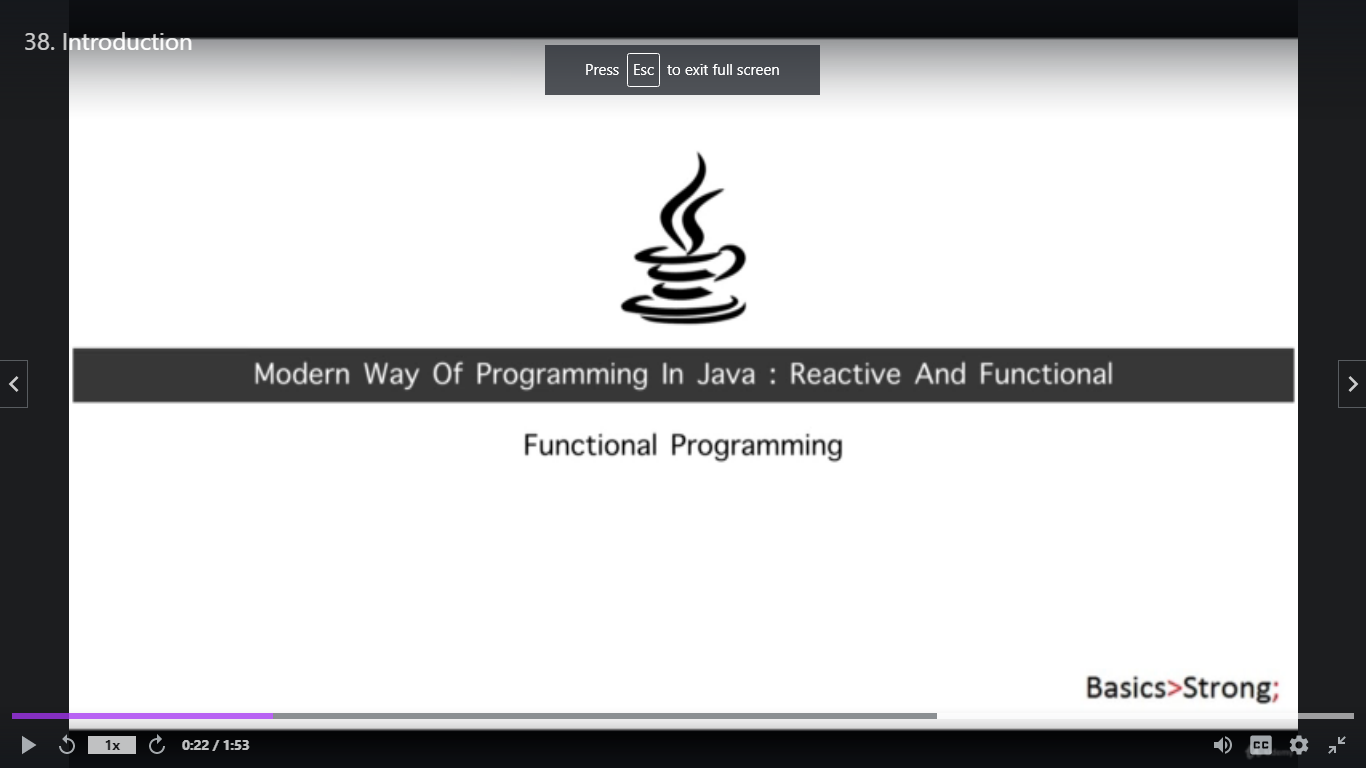 38. Introduction
Press Esc to exit full screen
Modern Way Of Programming In Java : Reactive And Functional
Functional Programming
Basics>Strong;
1x
0:22 / 1:53
CC